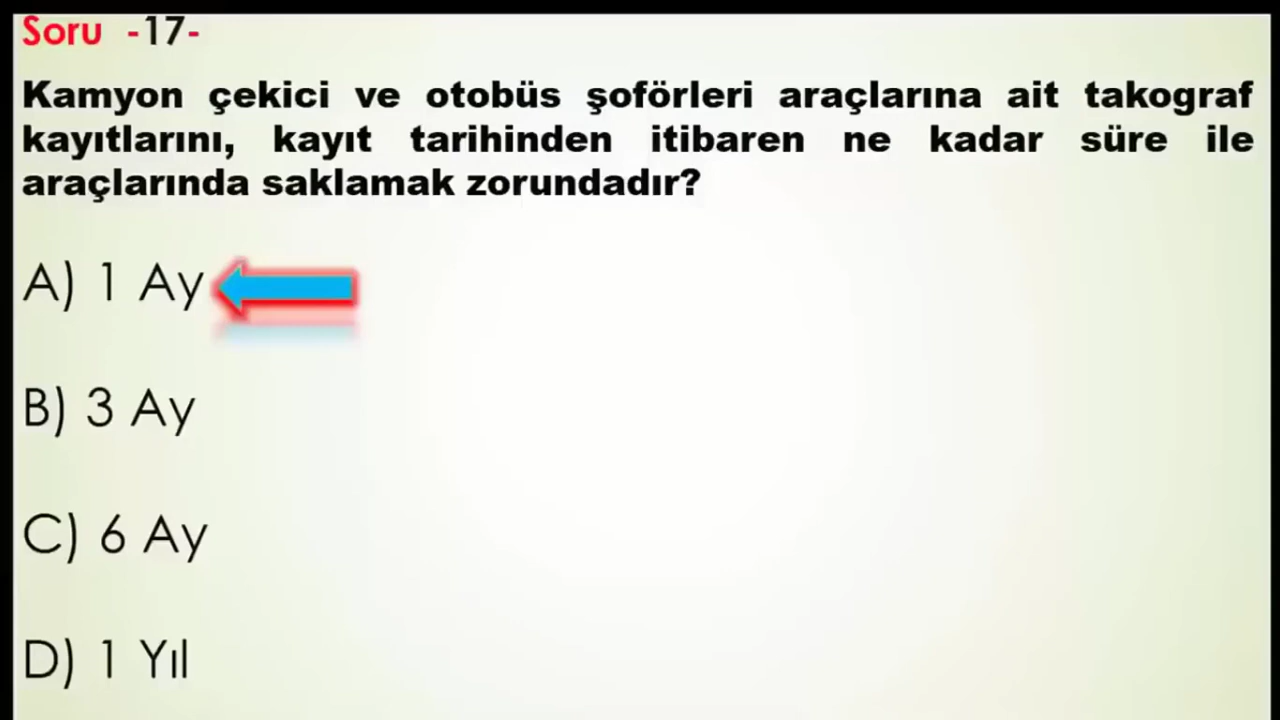 Soru -17-
Kamyon çekici ve otobüs şoförleri araçlarına ait takograf
kayıtlarını, kayıt tarihinden itibaren ne kadar süre ile
araçlarında saklamak zorundadır?
A) 1 Ay
B) 3 Ay
C) 6 Ay
D) 1 Yıl